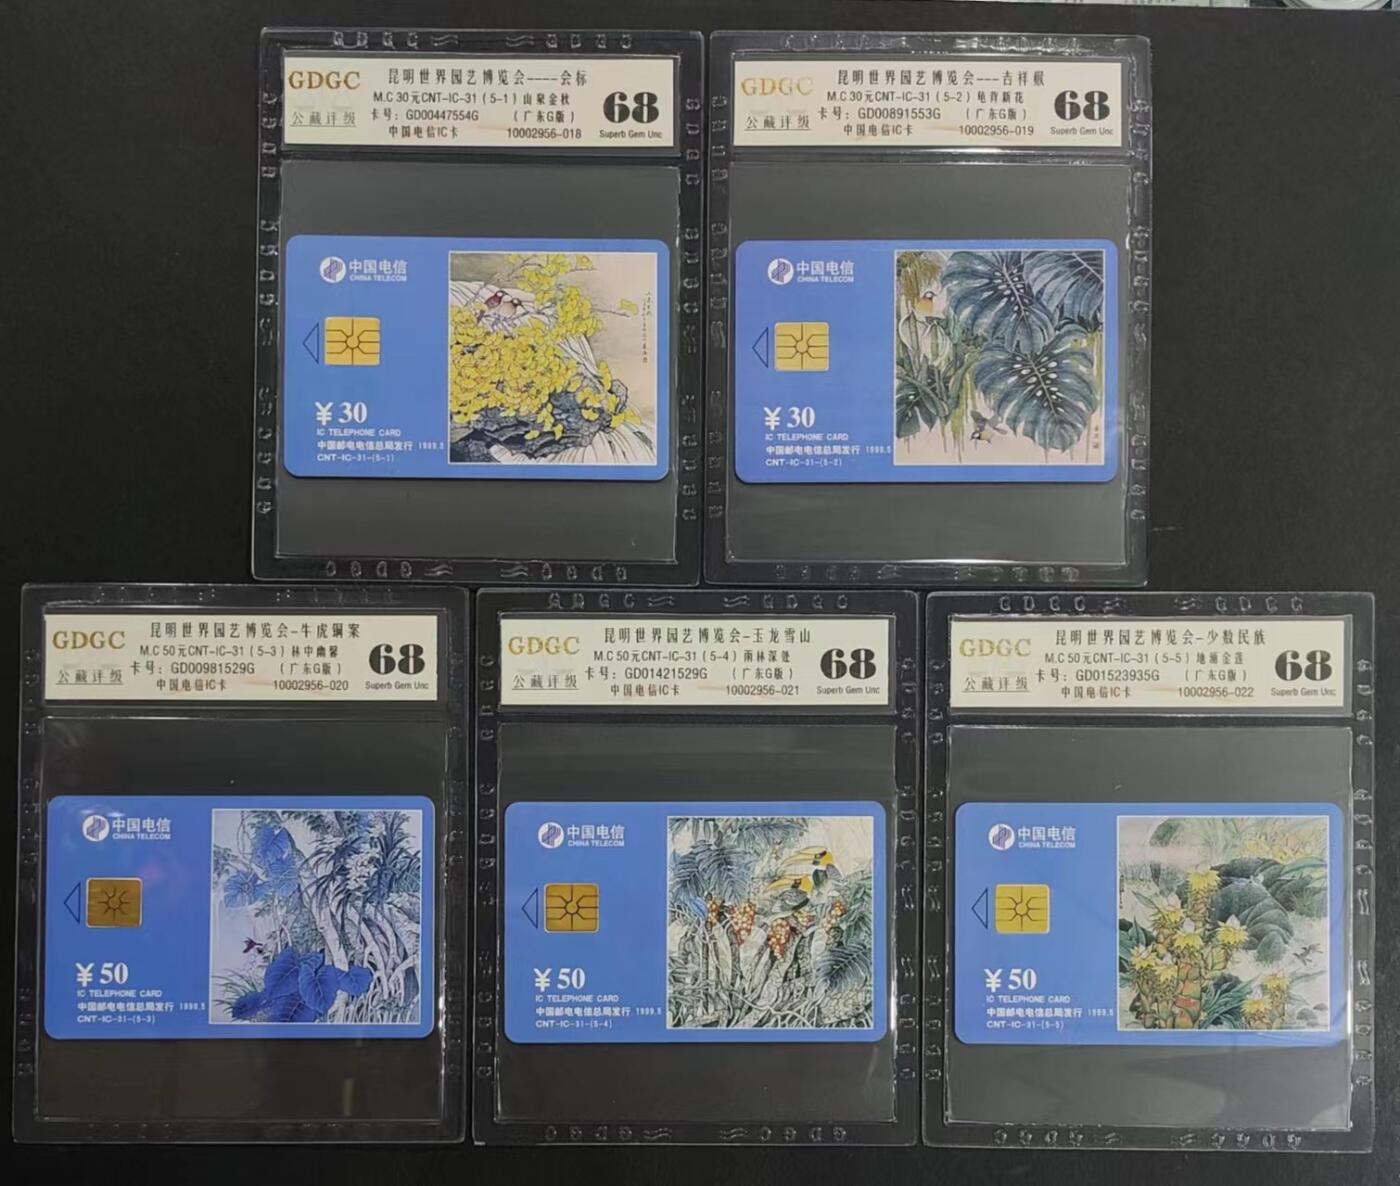 GDGC
公藏评级
昆明世界园艺博览会----会标
M.C 30元CNT-IC-31 (5-1) 山泉金秋
卡号: GD00447554G (广东G版)
中国电信IC卡 10002956-018
68
Superb Gem Unc
中国电信
CHINA TELECOM
¥30
IC TELEPHONE CARD
中国邮电电信总局发行 1999.5
CNT-IC-31-(5-1)
GDGC
公藏评级
昆明世界园艺博览会---吉祥猴
M.C 30元CNT-IC-31 (5-2) 龟背新花
卡号: GD00891553G (广东G版)
中国电信IC卡 10002956-019
68
Superb Gem Unc
中国电信
CHINA TELECOM
¥30
IC TELEPHONE CARD
中国邮电电信总局发行 1999.5
CNT-IC-31-(5-2)
GDGC
公藏评级
昆明世界园艺博览会-牛虎铜案
M.C 50元CNT-IC-31 (5-3) 林中幽馨
卡号: GD00981529G (广东G版)
中国电信IC卡 10002956-020
68
Superb Gem Unc
中国电信
CHINA TELECOM
¥50
IC TELEPHONE CARD
中国邮电电信总局发行 1999.5
CNT-IC-31-(5-3)
GDGC
公藏评级
昆明世界园艺博览会-玉龙雪山
M.C 50元CNT-IC-31 (5-4) 雨林深处
卡号: GD01421529G (广东G版)
中国电信IC卡 10002956-021
68
Superb Gem Unc
中国电信
CHINA TELECOM
¥50
IC TELEPHONE CARD
中国邮电电信总局发行 1999.5
CNT-IC-31-(5-4)
GDGC
公藏评级
昆明世界园艺博览会-少数民族
M.C 50元CNT-IC-31 (5-5) 地涌金莲
卡号: GD01523935G (广东G版)
中国电信IC卡 10002956-022
68
Superb Gem Unc
中国电信
CHINA TELECOM
¥50
IC TELEPHONE CARD
中国邮电电信总局发行 1999.5
CNT-IC-31-(5-5)